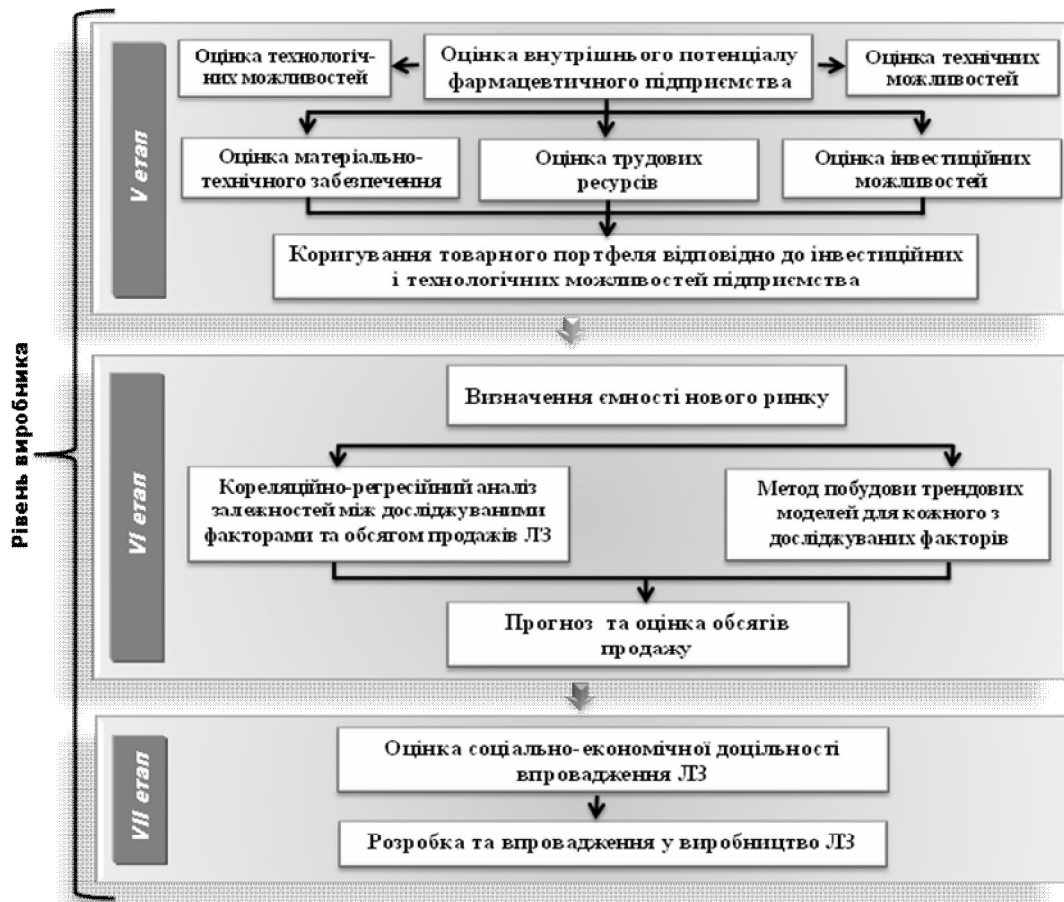 Рівень виробника
V етап
Оцінка технологіч-
них можливостей
Оцінка внутрішнього потенціалу
фармацевтичного підприємства
Оцінка технічних
можливостей
Оцінка матеріально-
технічного забезпечення
Оцінка трудових
ресурсів
Оцінка інвестиційних
можливостей
Коригування товарного портфеля відповідно до інвестиційних
і технологічних можливостей підприємства
VI етап
Визначення ємності нового ринку
Кореляційно-регресійний аналіз
залежностей між досліджуваними
факторами та обсягом продажів ЛЗ
Метод побудови трендових
моделей для кожного з
досліджуваних факторів
Прогноз та оцінка обсягів
продажу
VII етап
Оцінка соціально-економічної доцільності
впровадження ЛЗ
Розробка та впровадження у виробництво ЛЗ